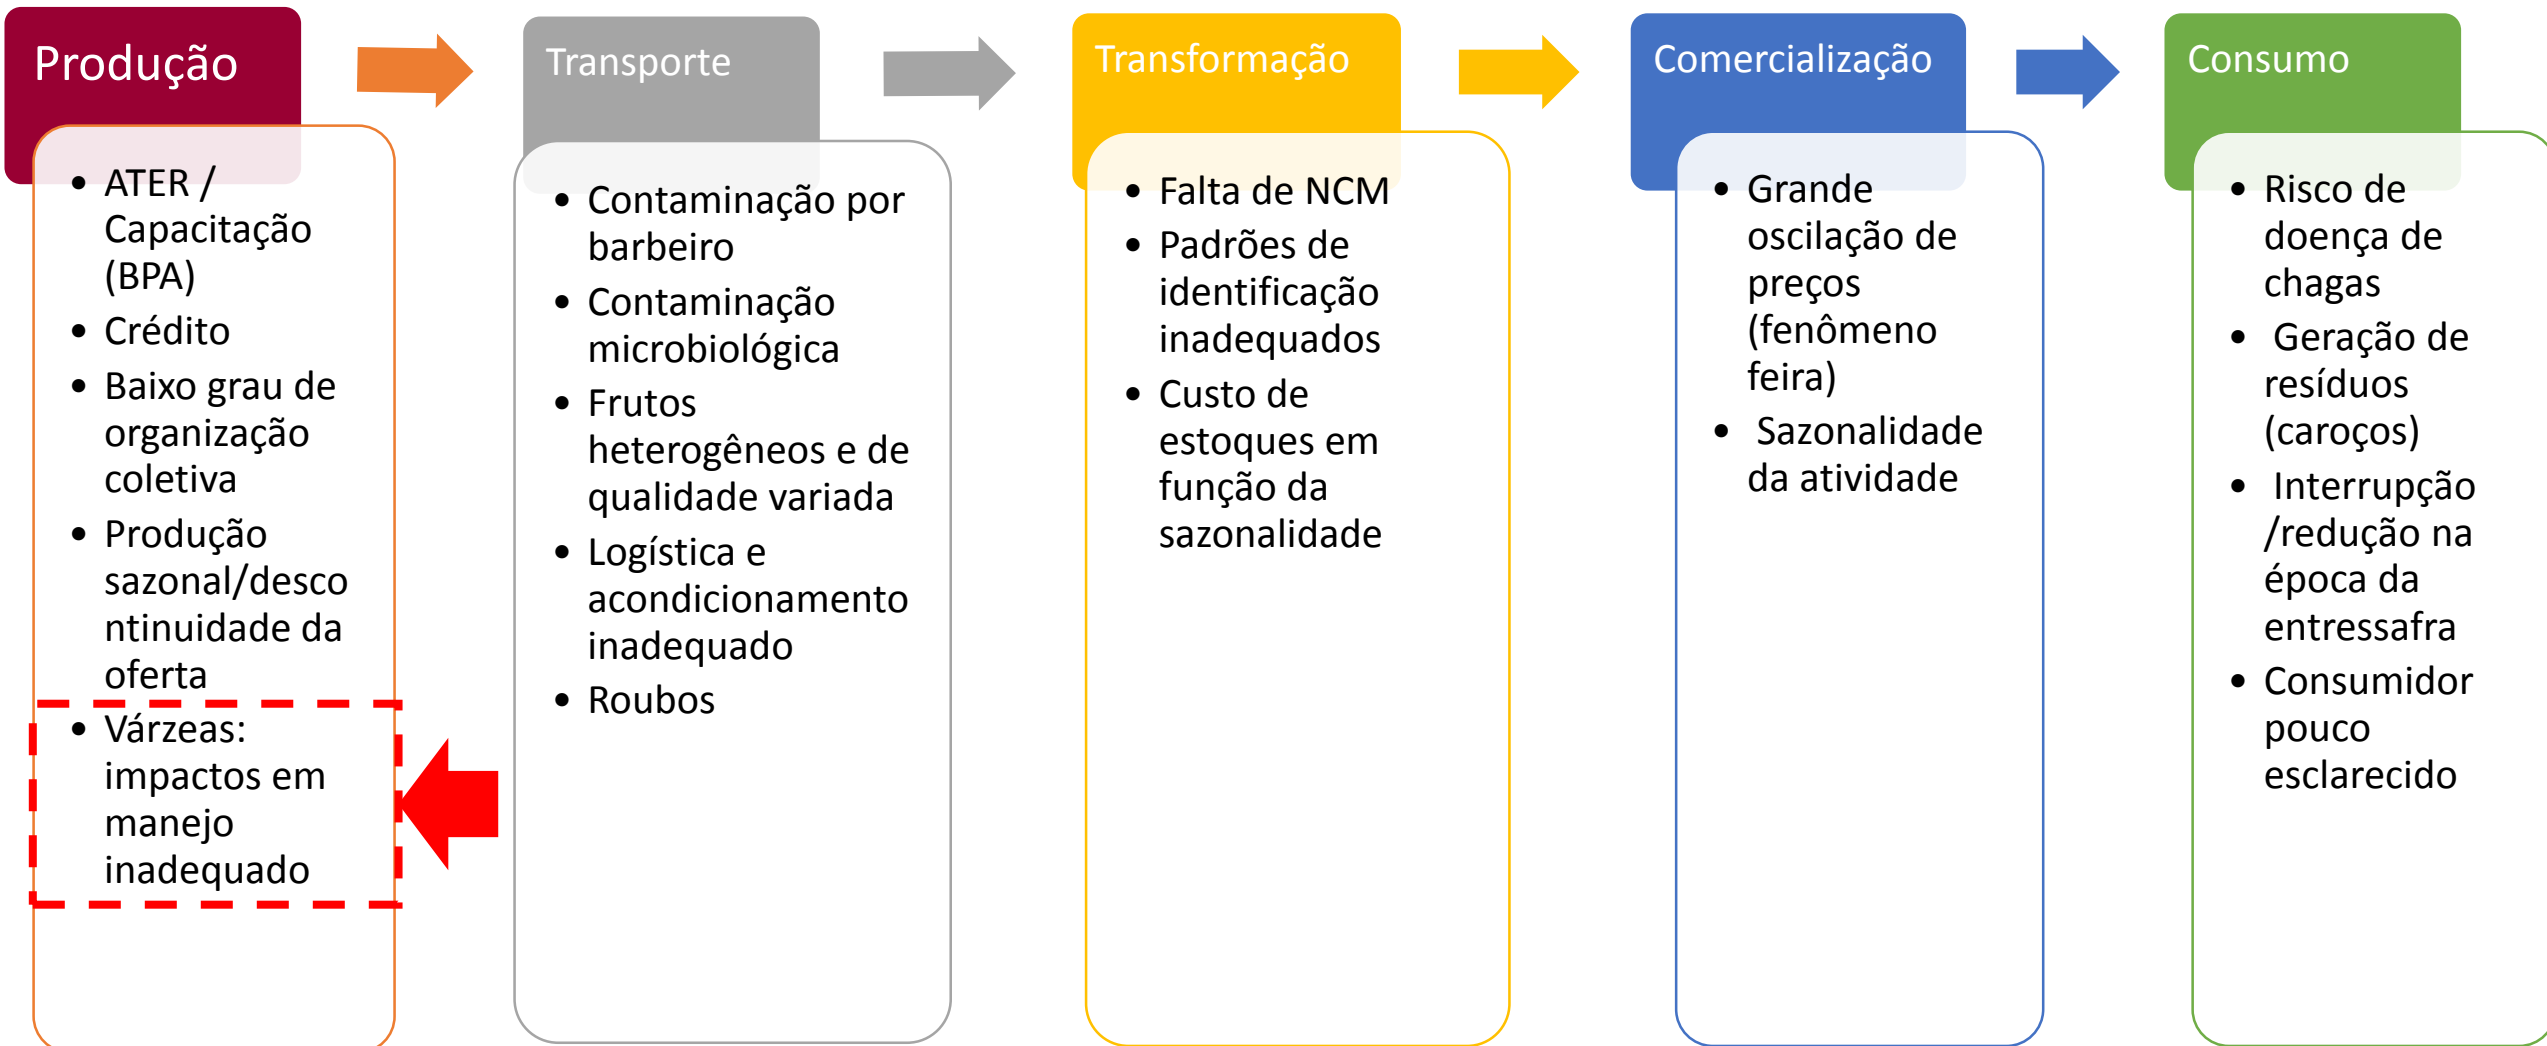 Produção
• ATER /
Capacitação
(BPA)
• Crédito
• Baixo grau de
organização
coletiva
• Produção
sazonal/desco
ntinuidade da
oferta
• Várzeas:
impactos em
manejo
inadequado
Transporte
• Contaminação por
barbeiro
• Contaminação
microbiológica
• Frutos
heterogêneos e de
qualidade variada
• Logística e
acondicionamento
inadequado
• Roubos
Transformação
• Falta de NCM
• Padrões de
identificação
inadequados
• Custo de
estoques em
função da
sazonalidade
Comercialização
• Grande
oscilação de
preços
(fenômeno
feira)
• Sazonalidade
da atividade
Consumo
• Risco de
doença de
chagas
• Geração de
resíduos
(caroços)
• Interrupção
/redução na
época da
entressafra
• Consumidor
pouco
esclarecido